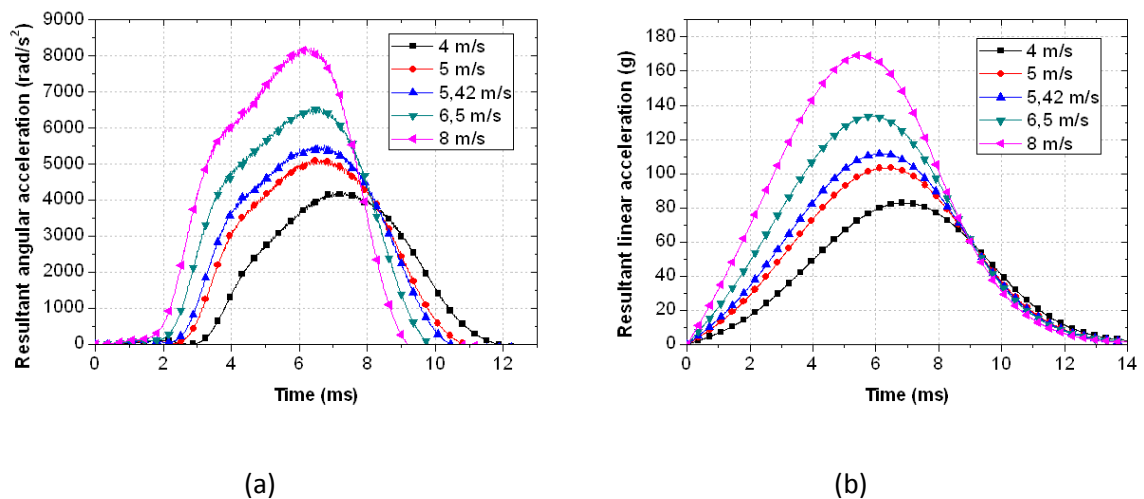 9000
8000
7000
6000
5000
4000
3000
2000
1000
0
Resultant angular acceleration (rad/s²)
4 m/s
5 m/s
5,42 m/s
6,5 m/s
8 m/s
0 2 4 6 8 10 12
Time (ms)
(a)
180
160
140
120
100
80
60
40
20
0
Resultant linear acceleration (g)
4 m/s
5 m/s
5,42 m/s
6,5 m/s
8 m/s
0 2 4 6 8 10 12 14
Time (ms)
(b)